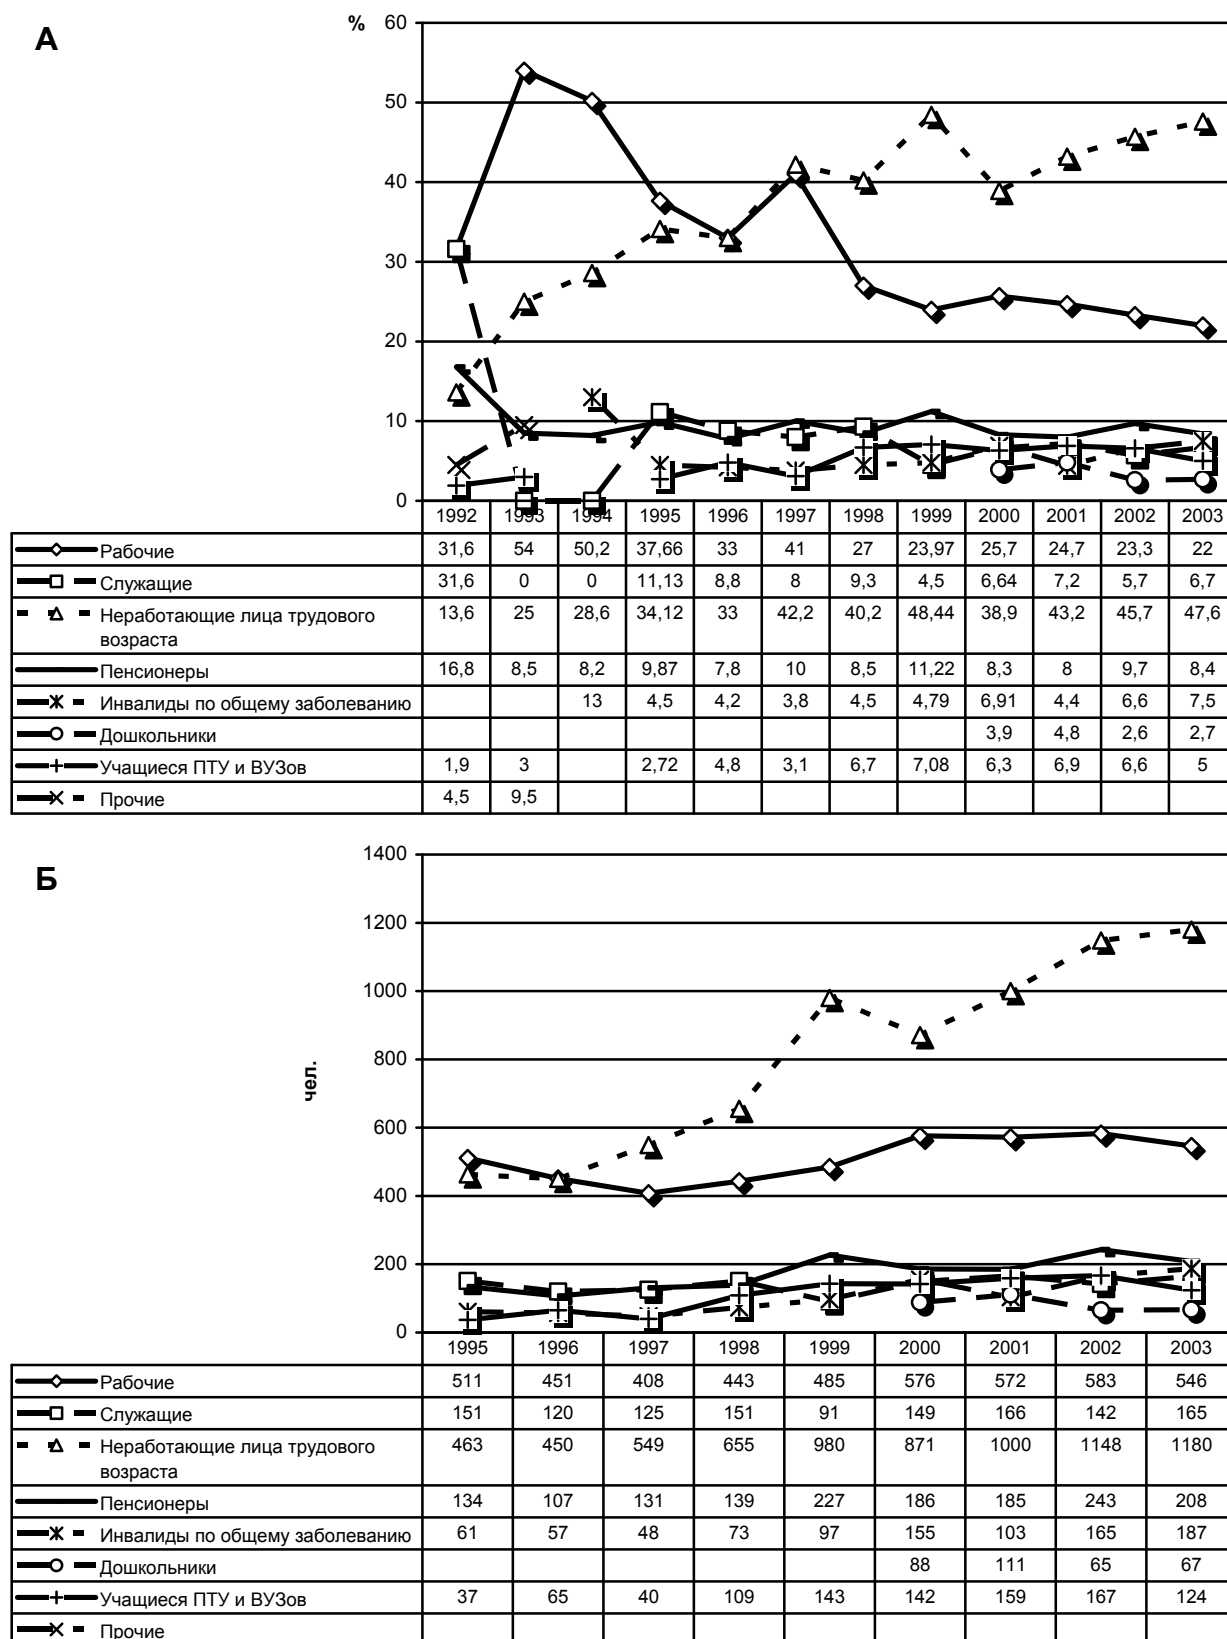 А
%
60
50
40
30
20
10
0
1992 1993 1994 1995 1996 1997 1998 1999 2000 2001 2002 2003
Рабочие 31,6 54 50,2 37,66 33 41 27 23,97 25,7 24,7 23,3 22
Служащие 31,6 0 0 11,13 8,8 8 9,3 4,5 6,64 7,2 5,7 6,7
Неработающие лица трудового 13,6 25 28,6 34,12 33 42,2 40,2 48,44 38,9 43,2 45,7 47,6
возраста
Пенсионеры 16,8 8,5 8,2 9,87 7,8 10 8,5 11,22 8,3 8 9,7 8,4
Инвалиды по общему заболеванию 13 4,5 4,2 3,8 4,5 4,79 6,91 4,4 6,6 7,5
Дошкольники 3,9 4,8 2,6 2,7
Учащиеся ПТУ и ВУЗов 1,9 3 2,72 4,8 3,1 6,7 7,08 6,3 6,9 6,6 5
Прочие 4,5 9,5
Б
чел.
1400
1200
1000
800
600
400
200
0
1995 1996 1997 1998 1999 2000 2001 2002 2003
Рабочие 511 451 408 443 485 576 572 583 546
Служащие 151 120 125 151 91 149 166 142 165
Неработающие лица трудового 463 450 549 655 980 871 1000 1148 1180
возраста
Пенсионеры 134 107 131 139 227 186 185 243 208
Инвалиды по общему заболеванию 61 57 48 73 97 155 103 165 187
Дошкольники 88 111 65 67
Учащиеся ПТУ и ВУЗов 37 65 40 109 143 142 159 167 124
Прочие